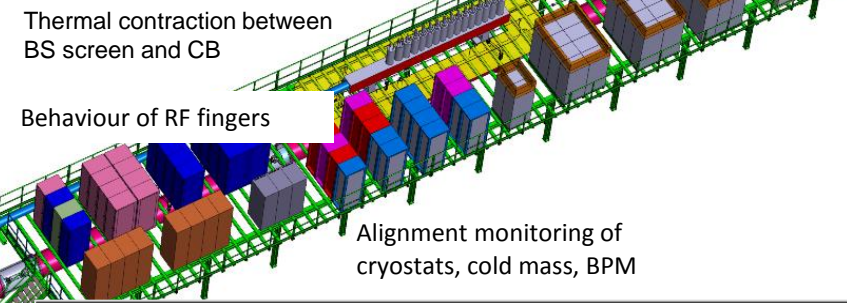 Thermal contraction between
BS screen and CB
Behaviour of RF fingers
Alignment monitoring of
cryostats, cold mass, BPM